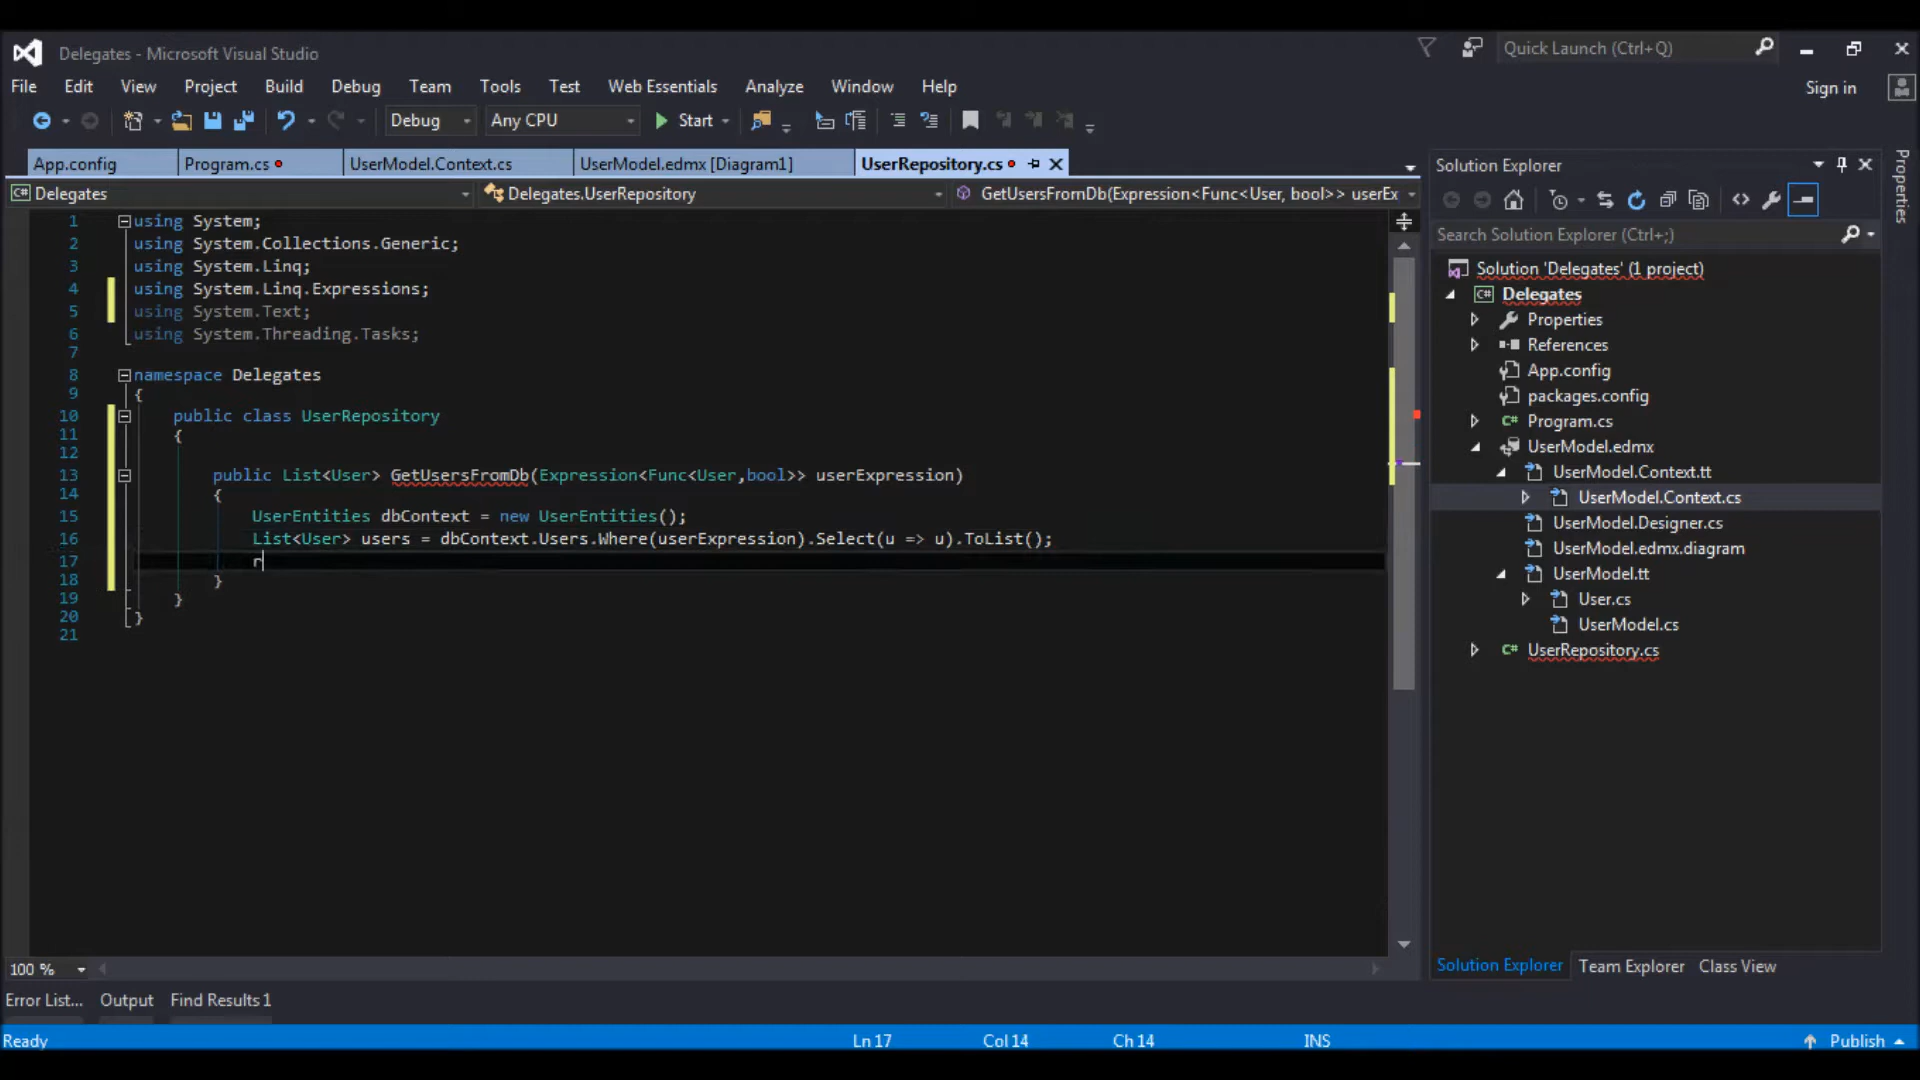 Delegates - Microsoft Visual Studio
Quick Launch (Ctrl+Q)
File Edit View Project Build Debug Team Tools Test Web Essentials Analyze Window Help
Sign in
Debug Any CPU Start
App.config Program.cs UserModel.Context.cs UserModel.edmx [Diagram1] UserRepository.cs
Delegates Delegates.UserRepository GetUsersFromDb(Expression<Func<User, bool>> userEx
1 using System;
2 using System.Collections.Generic;
3 using System.Linq;
4 using System.Linq.Expressions;
5 using System.Text;
6 using System.Threading.Tasks;
7
8 namespace Delegates
9 {
10 public class UserRepository
11 {
12
13 public List<User> GetUsersFromDb(Expression<Func<User,bool>> userExpression)
14 {
15 UserEntities dbContext = new UserEntities();
16 List<User> users = dbContext.Users.Where(userExpression).Select(u => u).ToList();
17 r
18 }
19 }
20 }
21
100 %
Error List... Output Find Results 1
Ready Ln 17 Col 14 Ch 14 INS Publish
Solution Explorer
Search Solution Explorer (Ctrl+;)
Solution 'Delegates' (1 project)
C# Delegates
Properties
References
App.config
packages.config
C# Program.cs
UserModel.edmx
UserModel.Context.tt
UserModel.Context.cs
UserModel.Designer.cs
UserModel.edmx.diagram
UserModel.tt
User.cs
UserModel.cs
C# UserRepository.cs
Solution Explorer Team Explorer Class View
Properties